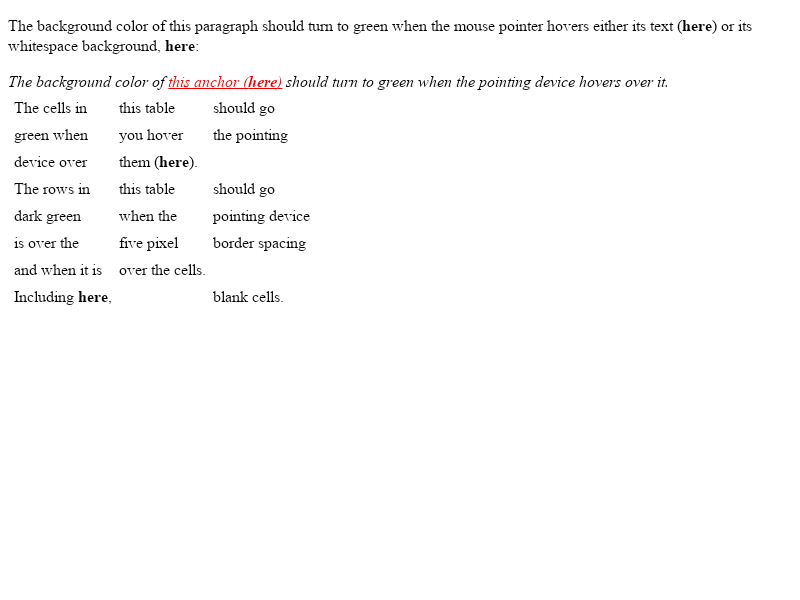 The background color of this paragraph should turn to green when the mouse pointer hovers either its text (here) or its
whitespace background, here:
The background color of this anchor (here) should turn to green when the pointing device hovers over it.
The cells in this table should go
green when you hover the pointing
device over them (here).
The rows in this table should go
dark green when the pointing device
is over the five pixel border spacing
and when it is over the cells.
Including here, blank cells.